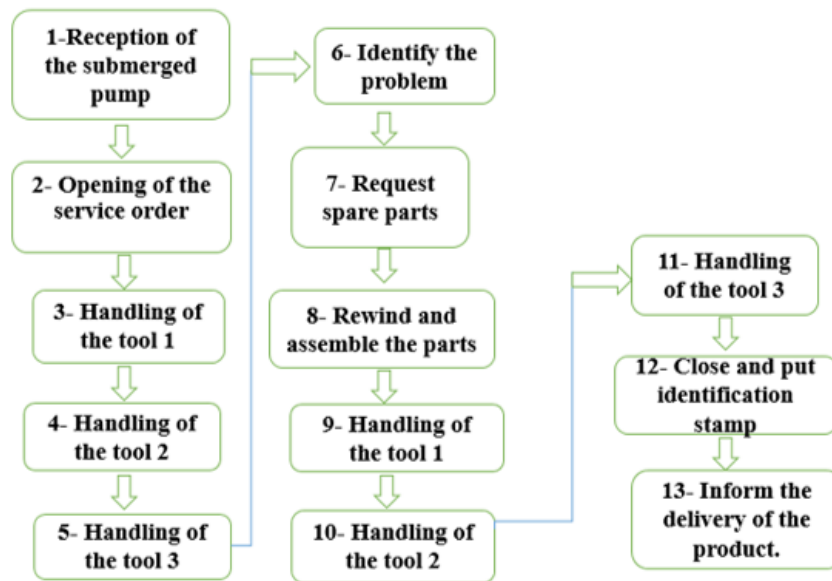 1-Reception of
the submerged
pump
2- Opening of the
service order
3- Handling of
the tool 1
4- Handling of
the tool 2
5- Handling of
the tool 3
6- Identify the
problem
7- Request
spare parts
8- Rewind and
assemble the parts
9- Handling of
the tool 1
10- Handling of
the tool 2
11- Handling
of the tool 3
12- Close and put
identification
stamp
13- Inform the
delivery of the
product.